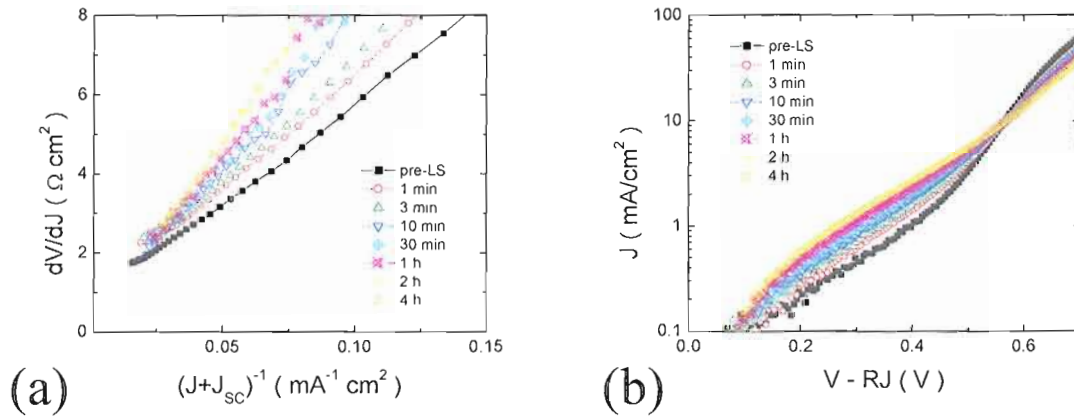 8
6
4
2
0
dV/dJ ( Ω cm²)
pre-LS
1 min
3 min
10 min
30 min
1 h
2 h
4 h
0.05 0.10 0.15
(J+J_SC)⁻¹ ( mA⁻¹ cm²)
(a)
100
10
1
0.1
J ( mA/cm²)
pre-LS
1 min
3 min
10 min
30 min
1 h
2 h
4 h
0.0 0.2 0.4 0.6
V - RJ ( V )
(b)